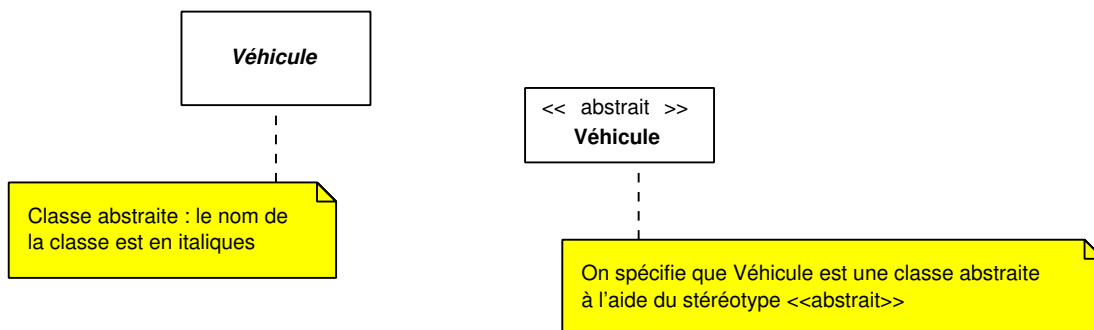 Véhicule
<< abstrait >>
Véhicule
Classe abstraite : le nom de
la classe est en italiques
On spécifie que Véhicule est une classe abstraite
à l'aide du stéréotype <<abstrait>>